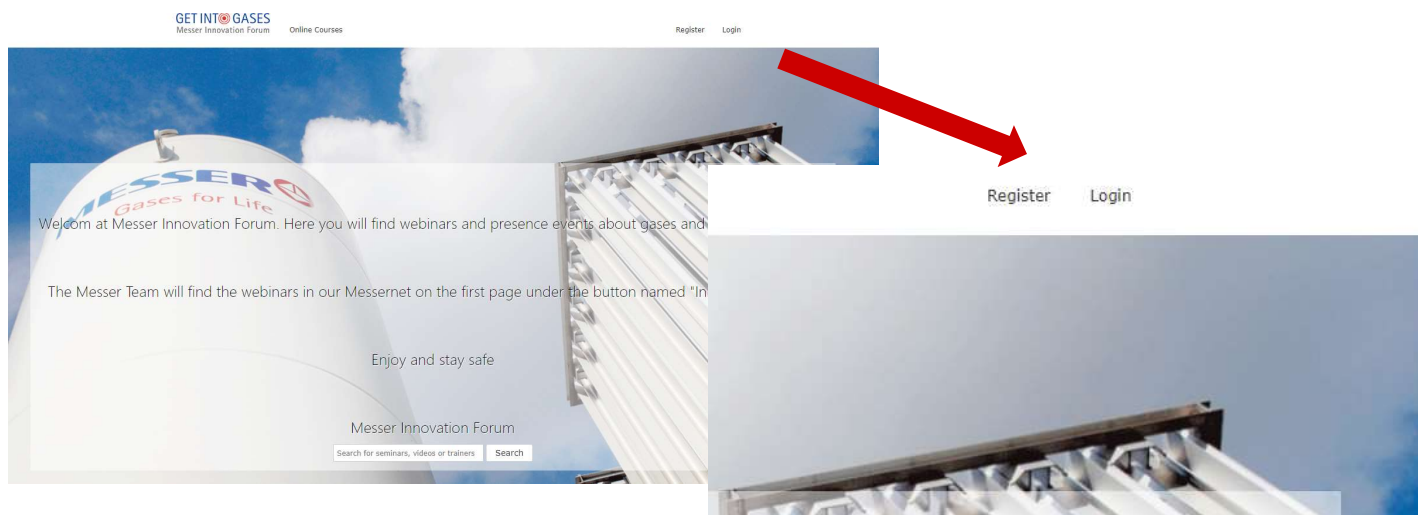 GET INTO GASES
Messer Innovation Forum
Online Courses
Register Login
MESSER
Gases for Life
Welcom at Messer Innovation Forum. Here you will find webinars and presence events about gases and
The Messer Team will find the webinars in our Messernet on the first page under the button named "In
Enjoy and stay safe
Messer Innovation Forum
Search for seminars, videos or trainers Search
Register Login